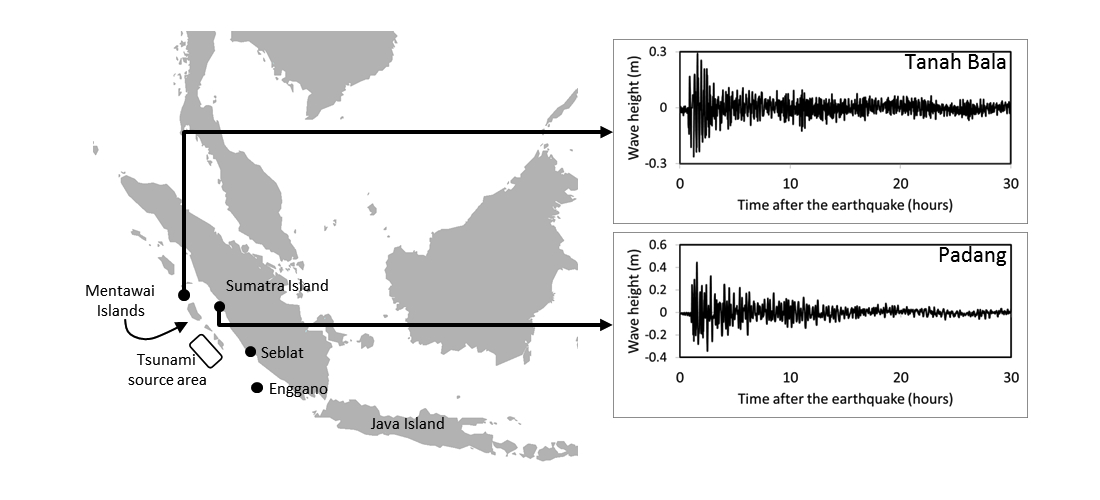 Sumatra Island
Mentawai
Islands
Seblat
Tsunami
source area
Enggano
Java Island
Tanah Bala
Wave height (m)
0.3
0
-0.3
0
10
20
30
Time after the earthquake (hours)
Padang
Wave height (m)
0.6
0.4
0.2
0
-0.2
-0.4
0
10
20
30
Time after the earthquake (hours)